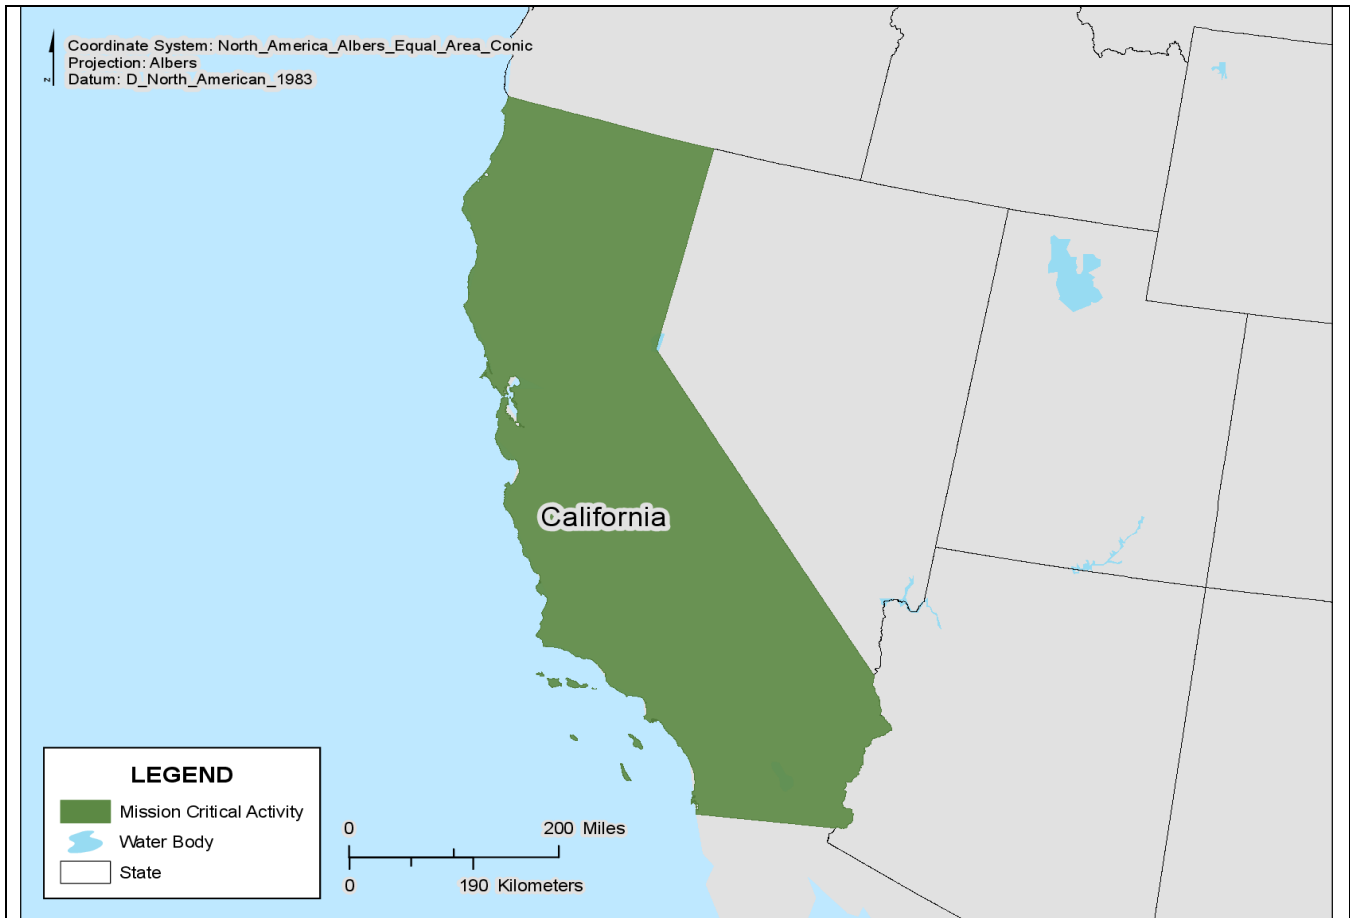 Coordinate System: North_America_Albers_Equal_Area_Conic
Projection: Albers
Datum: D_North_American_1983
z
California
LEGEND
Mission Critical Activity
Water Body
State
0 200 Miles
0 190 Kilometers